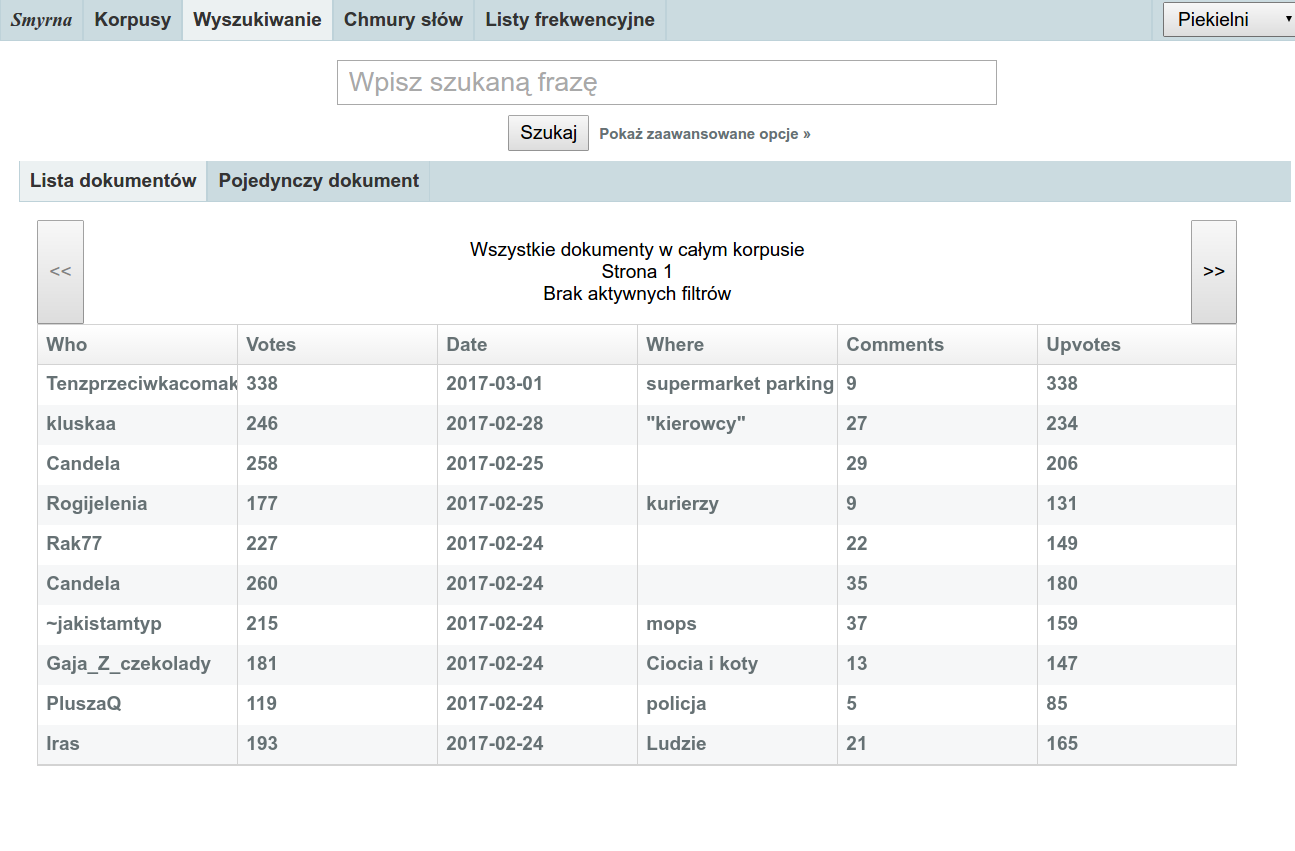 Smyrna Korpusy Wyszukiwanie Chmury słów Listy frekwencyjne Piekielni
Wpisz szukaną frazę
Szukaj Pokaż zaawansowane opcje »
Lista dokumentów Pojedynczy dokument
Wszystkie dokumenty w całym korpusie
<< Strona 1 >>
Brak aktywnych filtrów
Who Votes Date Where Comments Upvotes
Tenzprzeciwkacomak 338 2017-03-01 supermarket parking 9 338
kluskaa 246 2017-02-28 "kierowcy" 27 234
Candela 258 2017-02-25 29 206
Rogijelenia 177 2017-02-25 kurierzy 9 131
Rak77 227 2017-02-24 22 149
Candela 260 2017-02-24 35 180
~jakistamtyp 215 2017-02-24 mops 37 159
Gaja_Z_czekolady 181 2017-02-24 Ciocia i koty 13 147
PluszaQ 119 2017-02-24 policja 5 85
Iras 193 2017-02-24 Ludzie 21 165